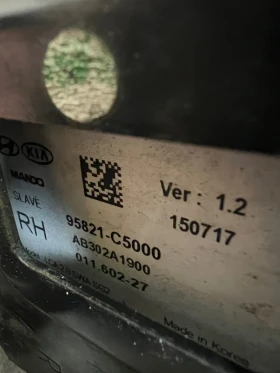 KIA
MANDO
SLAVE
RH
95821-C5000
AB302A1900
011.602-27
Ver : 1.2
150717
Made in Korea